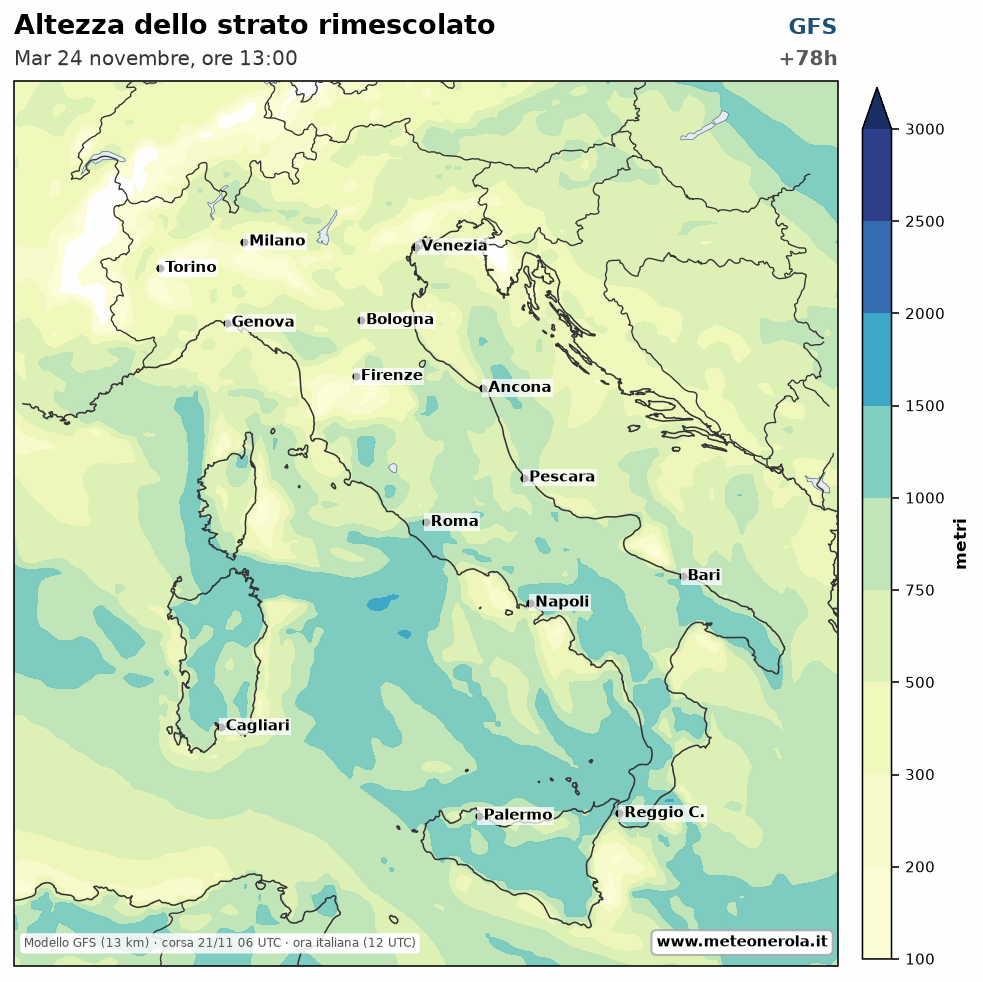 Altezza dello strato rimescolato
GFS
Mar 24 novembre, ore 13:00
+78h
3000
2500
2000
1500
1000
750
500
300
200
100
metri
Milano
Venezia
Torino
Genova
Bologna
Firenze
Ancona
Pescara
Roma
Bari
Napoli
Cagliari
Palermo
Reggio C.
Modello GFS (13 km) · corsa 21/11 06 UTC · ora italiana (12 UTC)
www.meteonerola.it